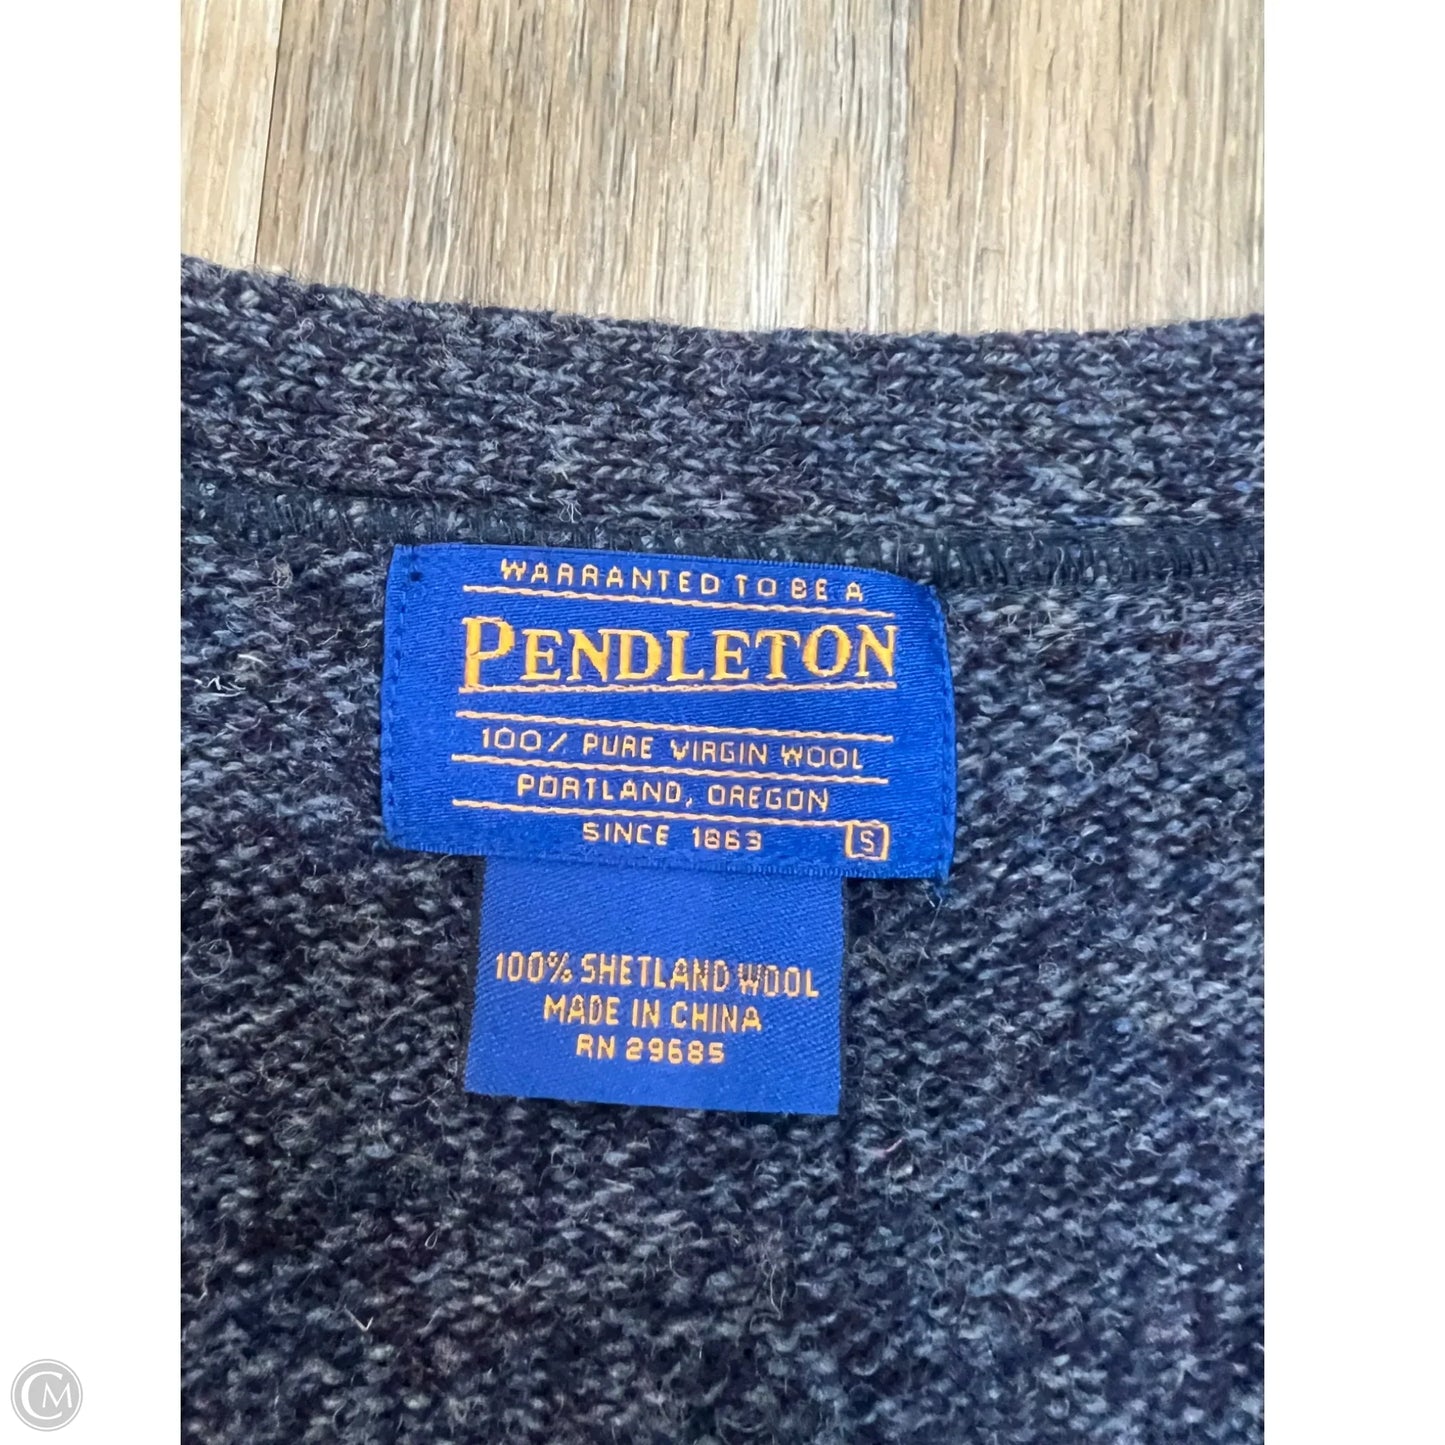 WARRANTED TO BE A
PENDLETON
100% PURE VIRGIN WOOL
PORTLAND, OREGON
SINCE 1863 S
100% SHETLAND WOOL
MADE IN CHINA
RN 29685
CM